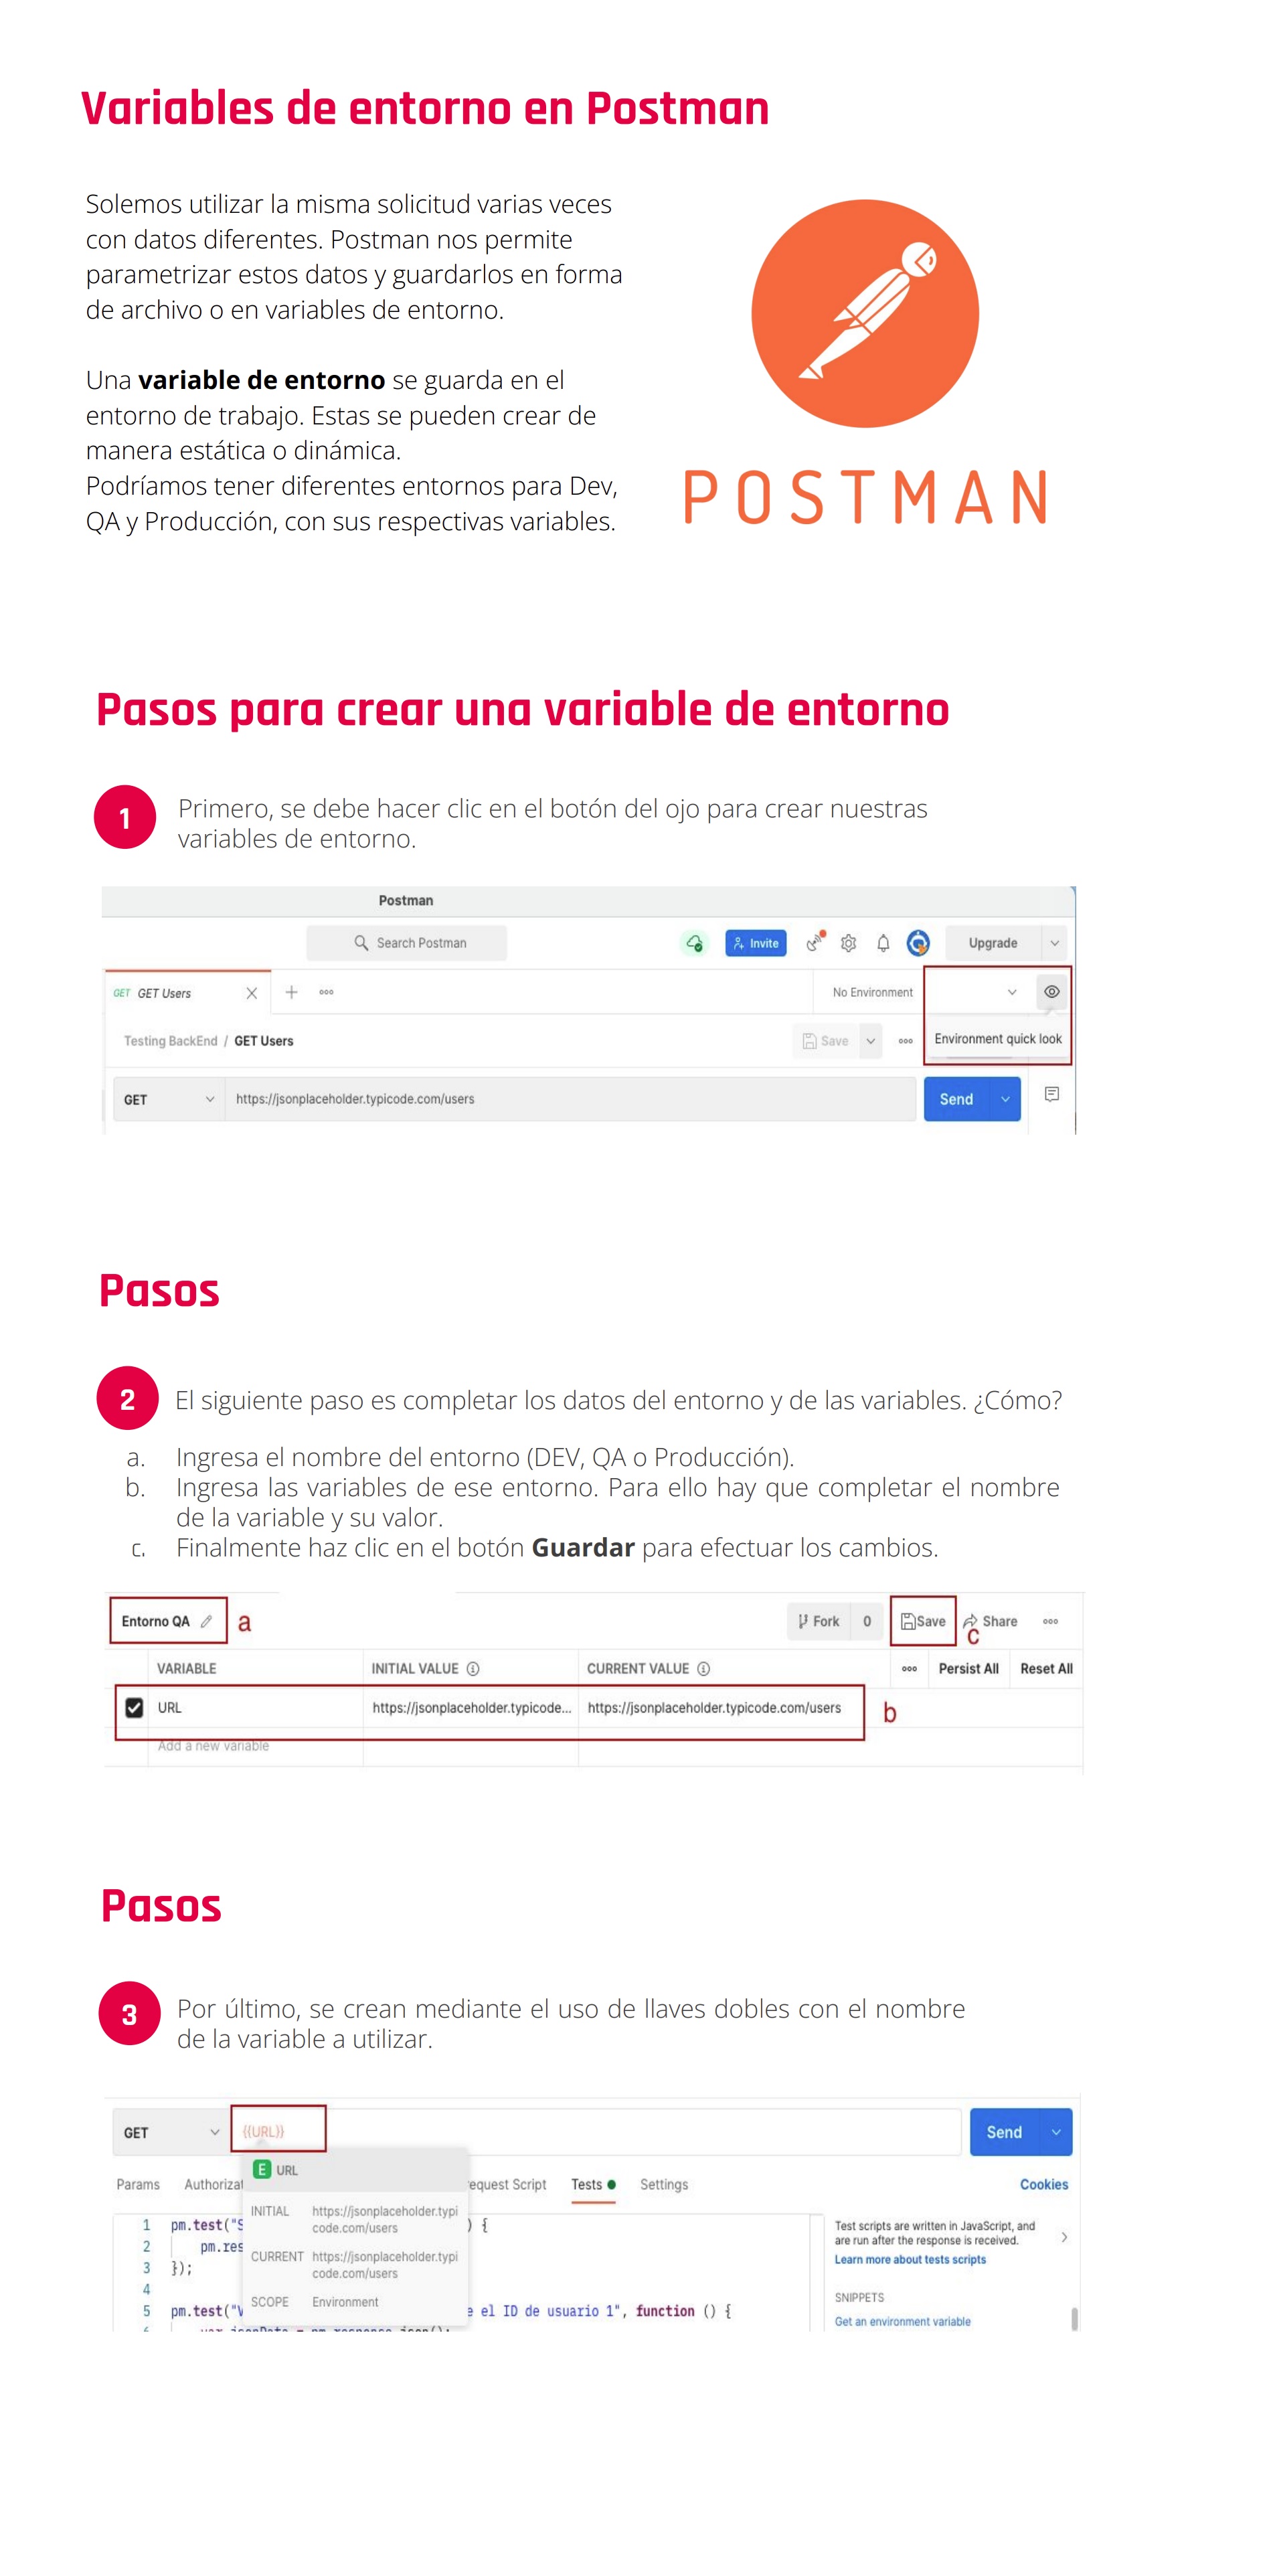 Variables de entorno en Postman
Solemos utilizar la misma solicitud varias veces
con datos diferentes. Postman nos permite
parametrizar estos datos y guardarlos en forma
de archivo o en variables de entorno.
Una variable de entorno se guarda en el
entorno de trabajo. Estas se pueden crear de
manera estática o dinámica.
Podríamos tener diferentes entornos para Dev,
QA y Producción, con sus respectivas variables.
POSTMAN
Pasos para crear una variable de entorno
1
Primero, se debe hacer clic en el botón del ojo para crear nuestras
variables de entorno.
Postman
Search Postman
Invite
Upgrade
GET GET Users
No Environment
Testing BackEnd / GET Users
Save
Environment quick look
GET
https://jsonplaceholder.typicode.com/users
Send
Pasos
2
El siguiente paso es completar los datos del entorno y de las variables. ¿Cómo?
a. Ingresa el nombre del entorno (DEV, QA o Producción).
b. Ingresa las variables de ese entorno. Para ello hay que completar el nombre
de la variable y su valor.
c. Finalmente haz clic en el botón Guardar para efectuar los cambios.
Entorno QA
a
Fork 0
Save
c
Share
VARIABLE INITIAL VALUE CURRENT VALUE Persist All Reset All
URL https://jsonplaceholder.typicode... https://jsonplaceholder.typicode.com/users
b
Add a new variable
Pasos
3
Por último, se crean mediante el uso de llaves dobles con el nombre
de la variable a utilizar.
GET
{{URL}}
Send
E URL
Params Authoriza equest Script Tests Settings Cookies
INITIAL https://jsonplaceholder.typi
code.com/users
CURRENT https://jsonplaceholder.typi
code.com/users
SCOPE Environment
1 pm.test("S ) {
2 pm.res
3 });
4
5 pm.test("V e el ID de usuario 1", function () {
6 var jsonData = pm.response.json();
Test scripts are written in JavaScript, and
are run after the response is received.
Learn more about tests scripts
SNIPPETS
Get an environment variable